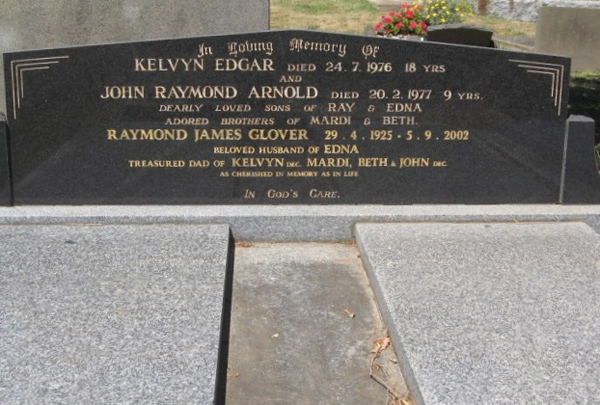 In Loving Memory Of
KELVYN EDGAR DIED 24.7.1976 18 YRS
AND
JOHN RAYMOND ARNOLD DIED 20.2.1977 9 YRS.
DEARLY LOVED SONS OF RAY & EDNA
ADORED BROTHERS OF MARDI & BETH.
RAYMOND JAMES GLOVER 29.4.1925-5.9.2002
BELOVED HUSBAND OF EDNA
TREASURED DAD OF KELVYN DEC. MARDI, BETH & JOHN DEC
AS CHERISHED IN MEMORY AS IN LIFE
IN GOD'S CARE.